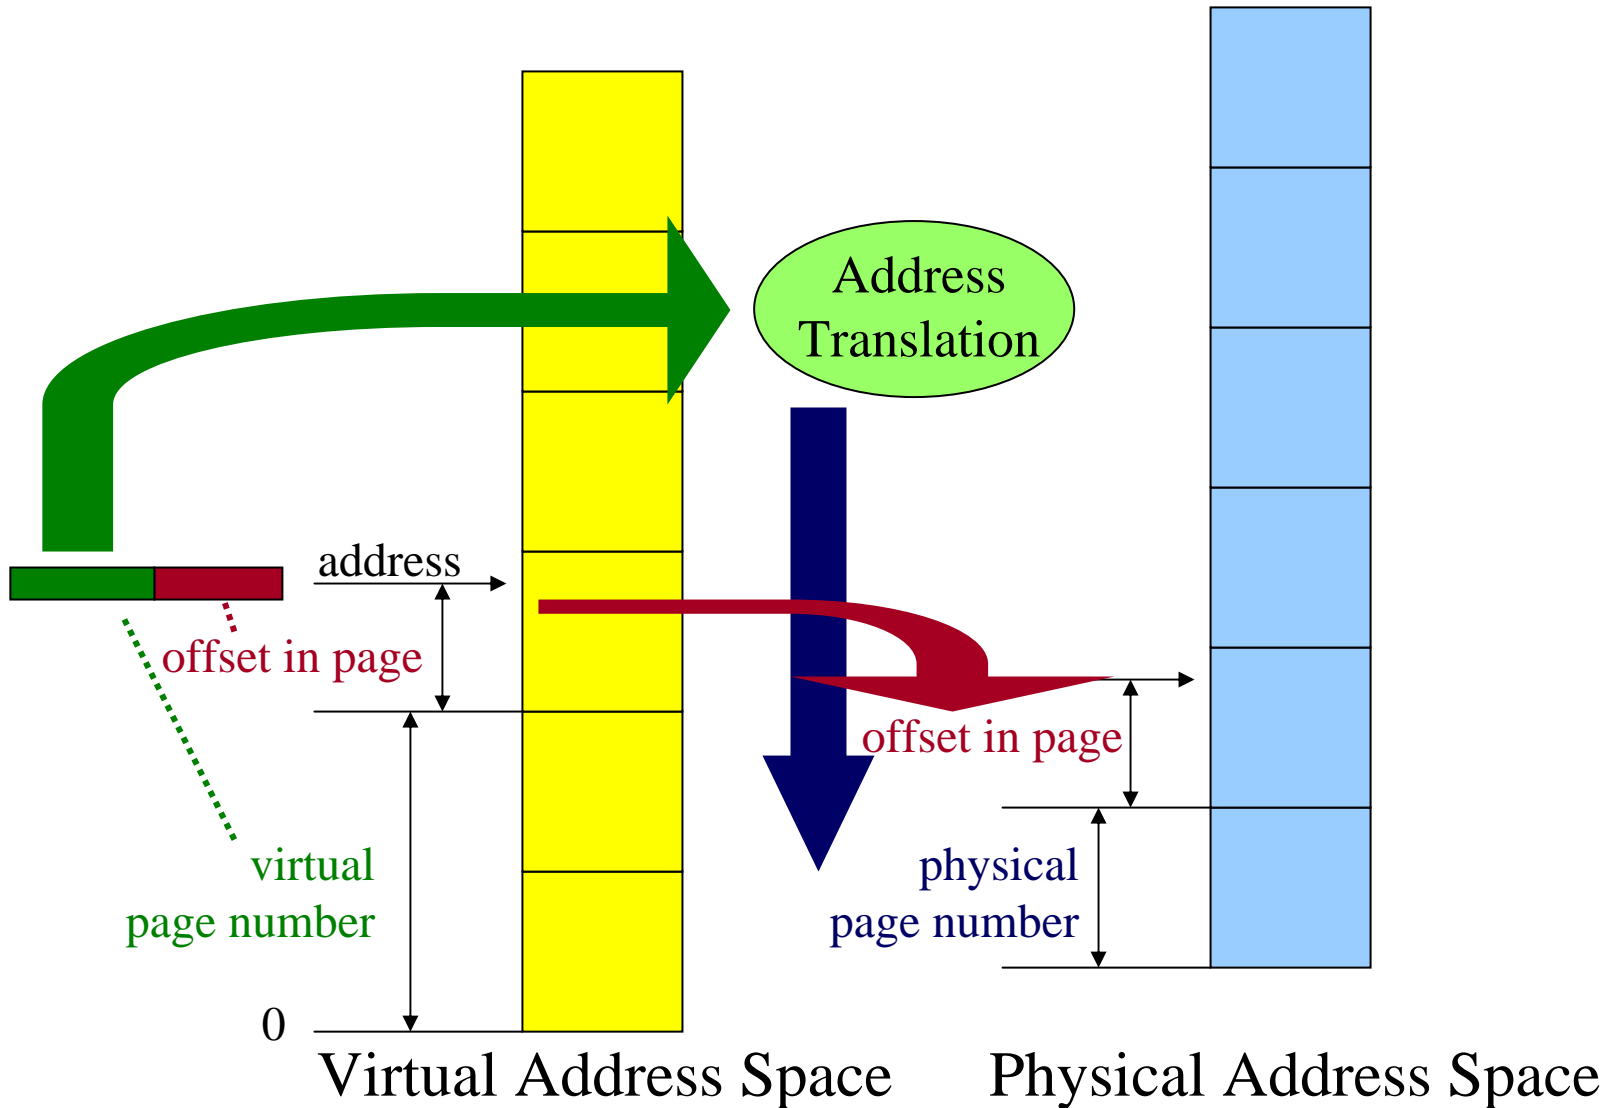 Address
Translation
address
offset in page
offset in page
virtual
page number
physical
page number
0
Virtual Address Space
Physical Address Space